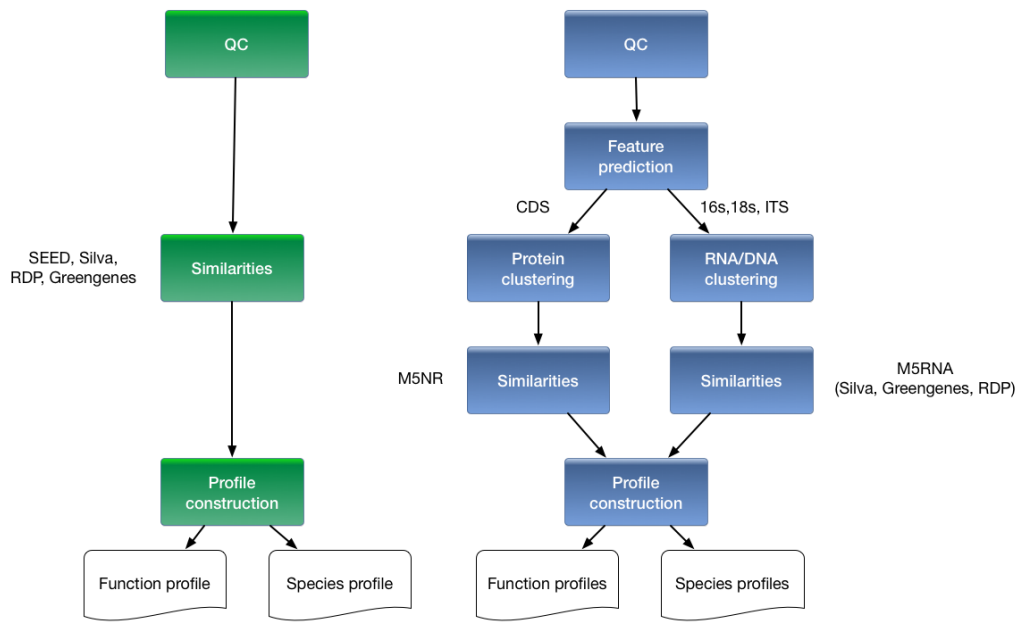 QC
SEED, Silva,
RDP, Greengenes
Similarities
Profile
construction
Function profile
Species profile
QC
Feature
prediction
CDS
16s,18s, ITS
Protein
clustering
RNA/DNA
clustering
M5NR
Similarities
Similarities
M5RNA
(Silva, Greengenes, RDP)
Profile
construction
Function profiles
Species profiles